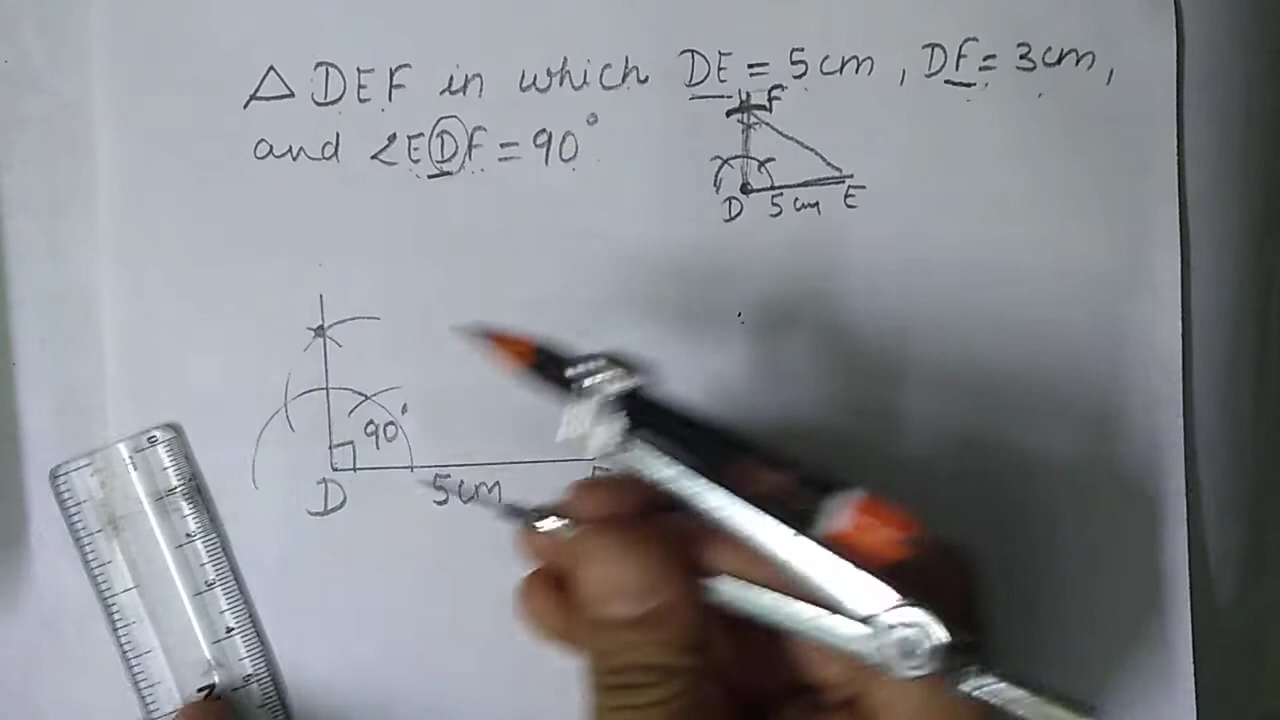 △ DEF in which DE = 5cm, DF = 3cm,
and ∠EDF = 90°
F
D 5cm E
90°
D 5cm